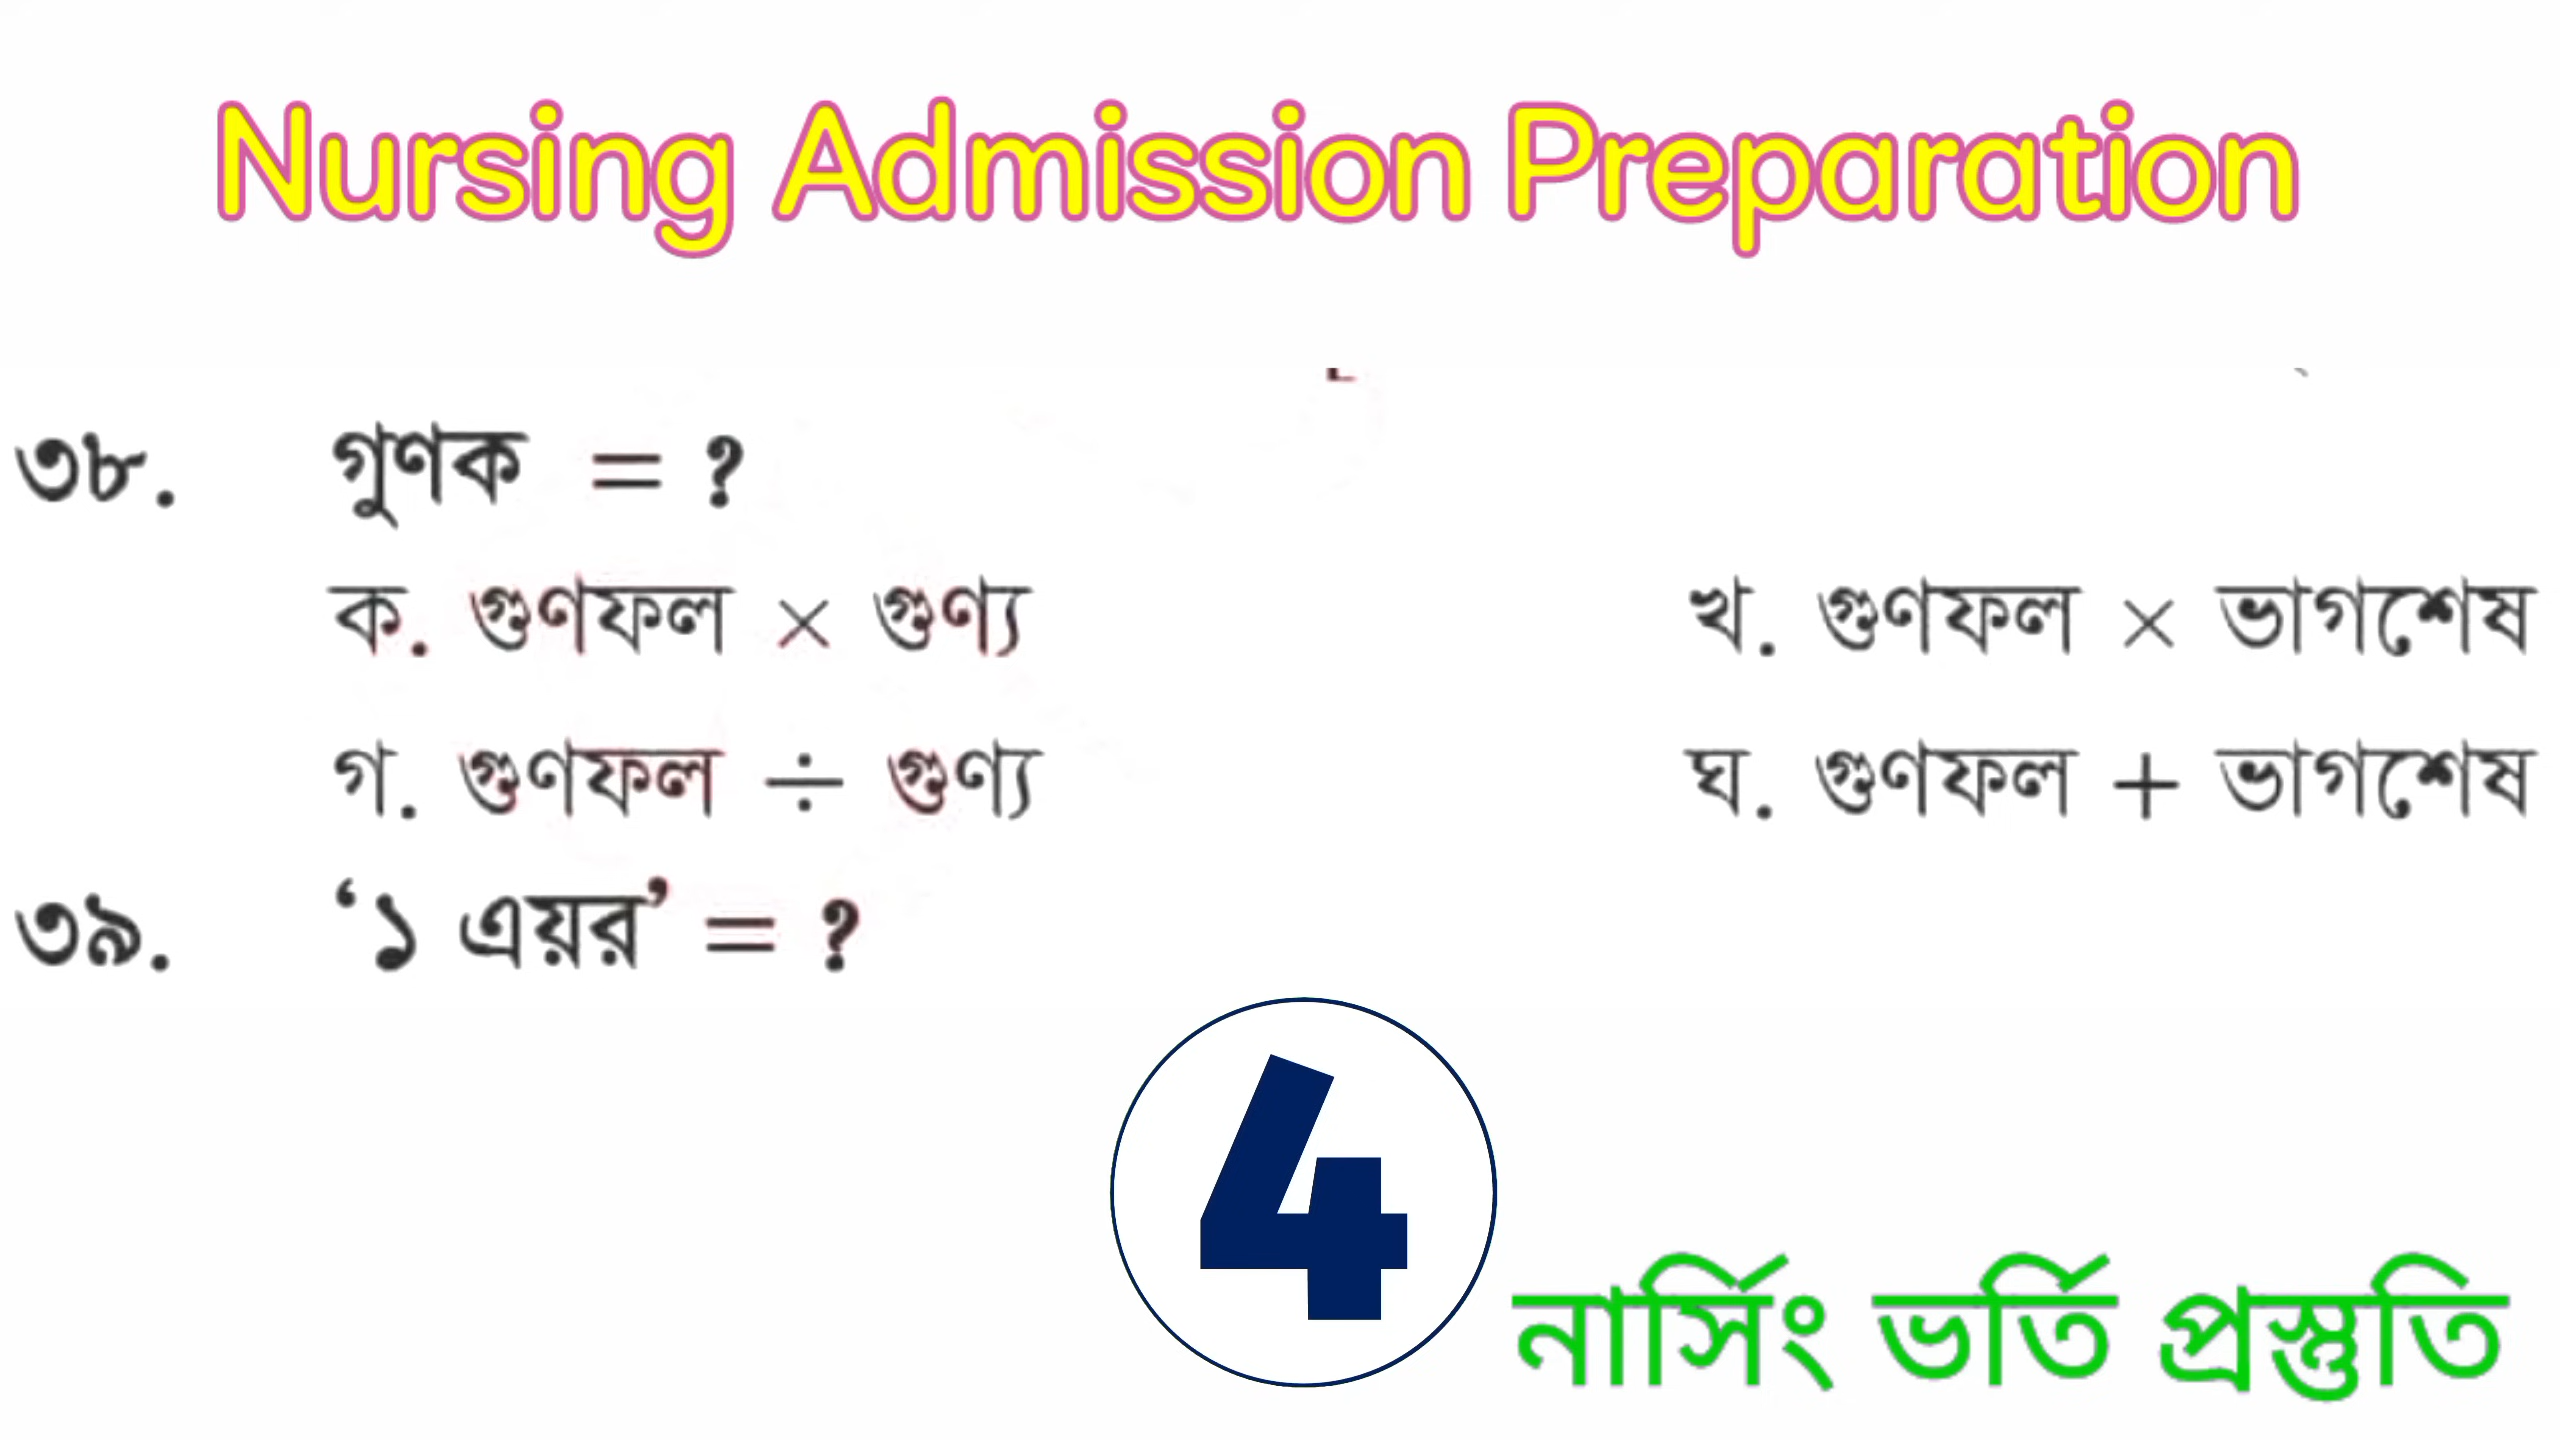 Nursing Admission Preparation
৩৮. গুণক = ?
ক. গুণফল × গুণ্য খ. গুণফল × ভাগশেষ
গ. গুণফল ÷ গুণ্য ঘ. গুণফল + ভাগশেষ
৩৯. ‘১ এয়র’ = ?
4
নার্সিং ভর্তি প্রস্তুতি